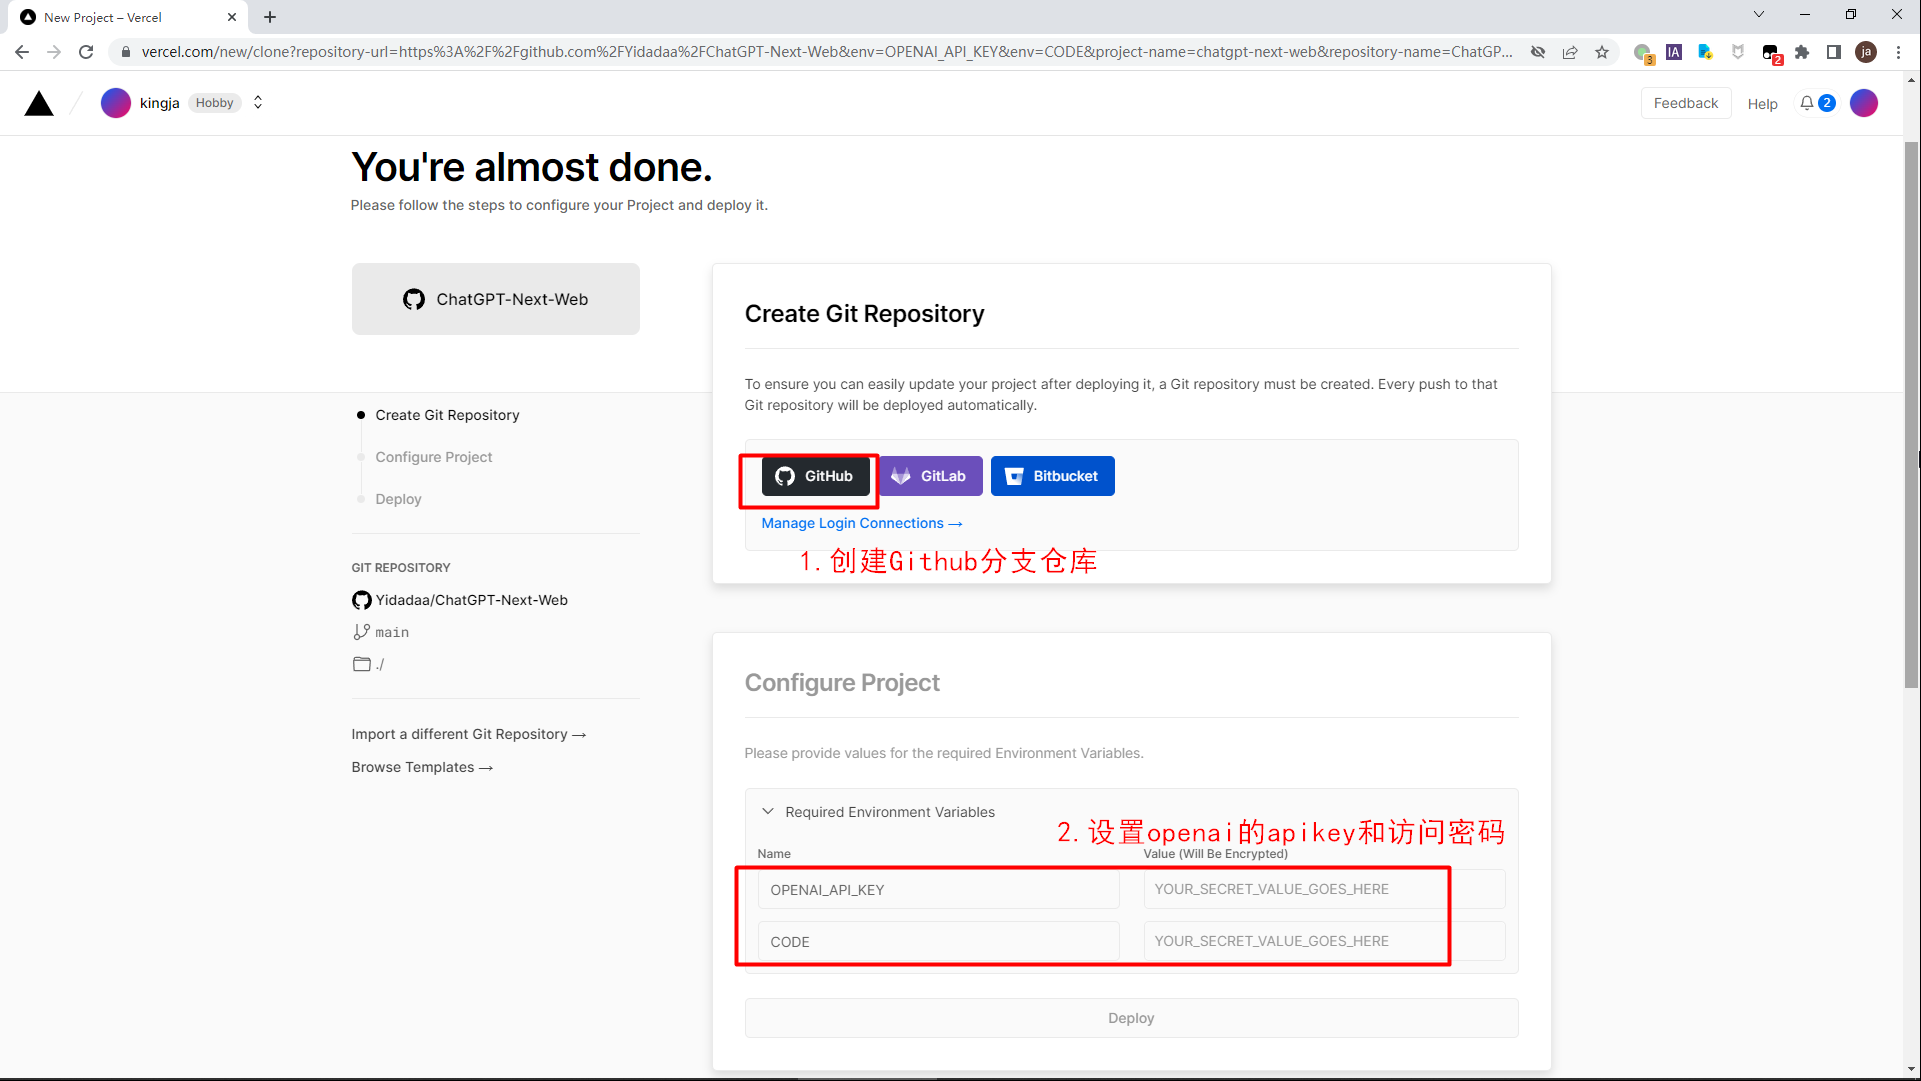 New Project – Vercel
vercel.com/new/clone?repository-url=https%3A%2F%2Fgithub.com%2FYidadaa%2FChatGPT-Next-Web&env=OPENAI_API_KEY&env=CODE&project-name=chatgpt-next-web&repository-name=ChatGP...
3
IA
2
ja
kingja
Hobby
Feedback
Help
2
You're almost done.
Please follow the steps to configure your Project and deploy it.
ChatGPT-Next-Web
Create Git Repository
Configure Project
Deploy
GIT REPOSITORY
Yidadaa/ChatGPT-Next-Web
main
./
Import a different Git Repository →
Browse Templates →
Create Git Repository
To ensure you can easily update your project after deploying it, a Git repository must be created. Every push to that
Git repository will be deployed automatically.
GitHub
GitLab
Bitbucket
Manage Login Connections →
1. 创建Github分支仓库
Configure Project
Please provide values for the required Environment Variables.
Required Environment Variables
2. 设置openai的apikey和访问密码
Name
Value (Will Be Encrypted)
OPENAI_API_KEY
YOUR_SECRET_VALUE_GOES_HERE
CODE
YOUR_SECRET_VALUE_GOES_HERE
Deploy